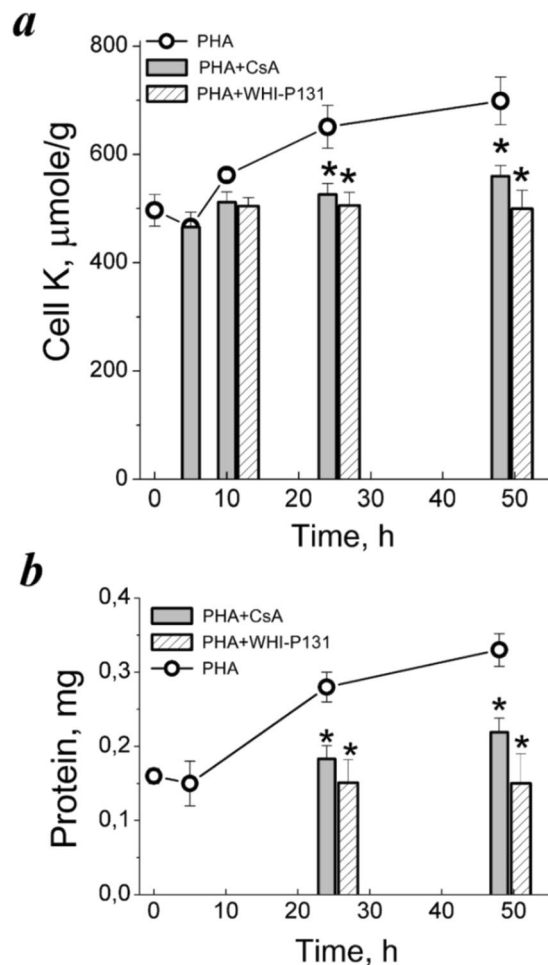 a
PHA
PHA+CsA
PHA+WHI-P131
800
600
400
200
0
Cell K, µmole/g
* * * *
0 10 20 30 40 50
Time, h
b
PHA+CsA
PHA+WHI-P131
PHA
0,4
0,3
0,2
0,1
0,0
Protein, mg
* * * *
0 10 20 30 40 50
Time, h